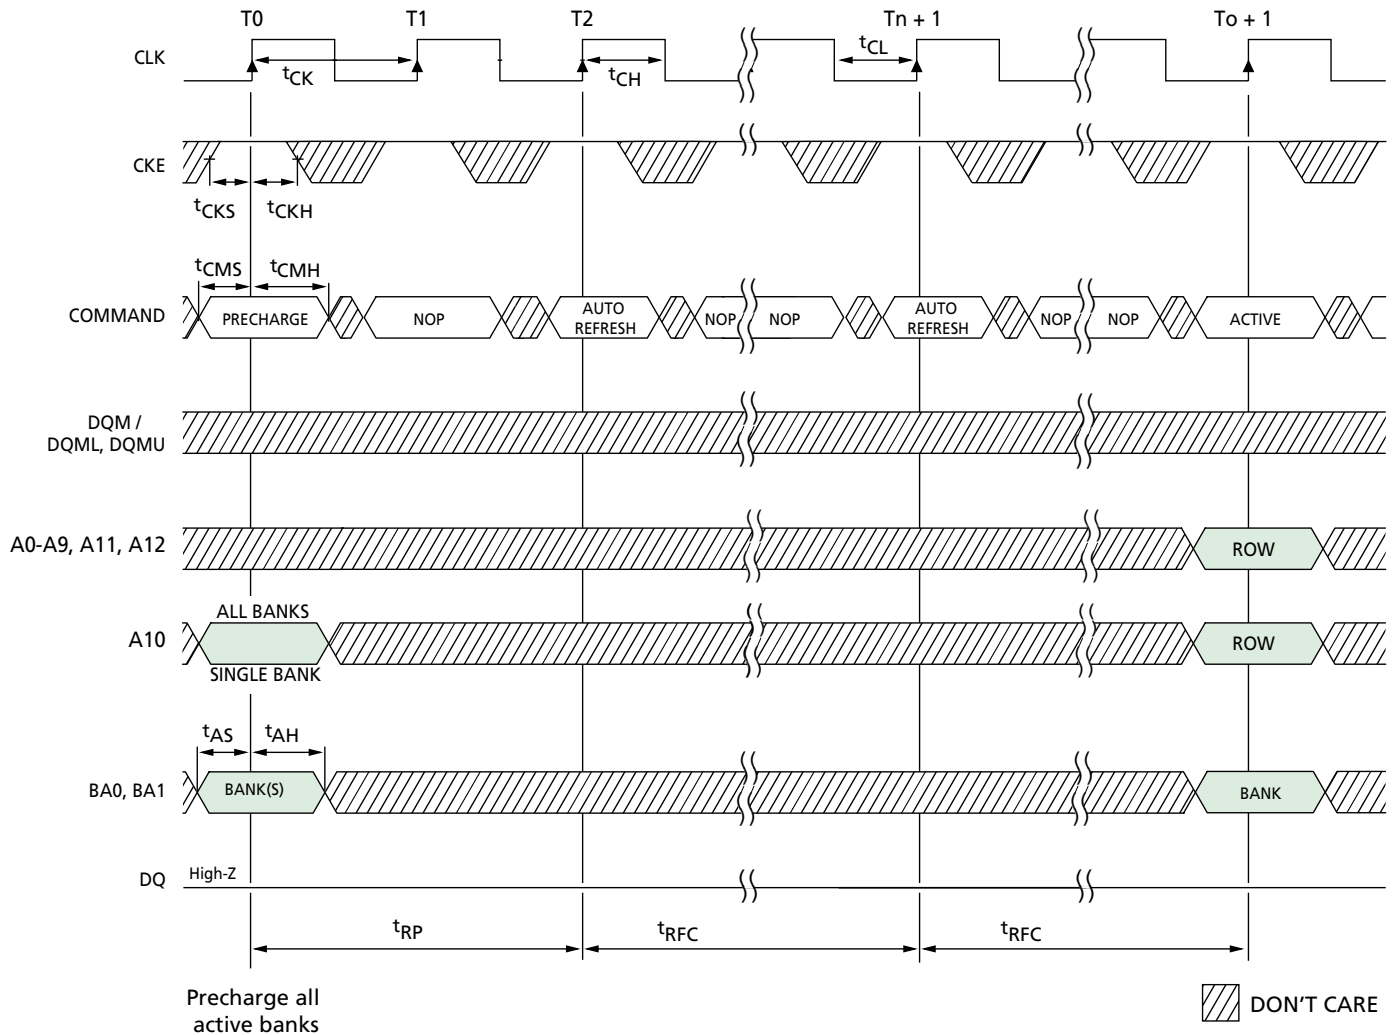 T0 T1 T2 Tn + 1 To + 1
CLK
tCK tCH tCL
CKE
tCKS tCKH
tCMS tCMH
COMMAND PRECHARGE NOP AUTO REFRESH NOP NOP AUTO REFRESH NOP NOP ACTIVE
DQM /
DQML, DQMU
A0-A9, A11, A12 ROW
ALL BANKS
A10 ROW
SINGLE BANK
tAS tAH
BA0, BA1 BANK(S) BANK
DQ High-Z
tRP tRFC tRFC
Precharge all
active banks
DON'T CARE